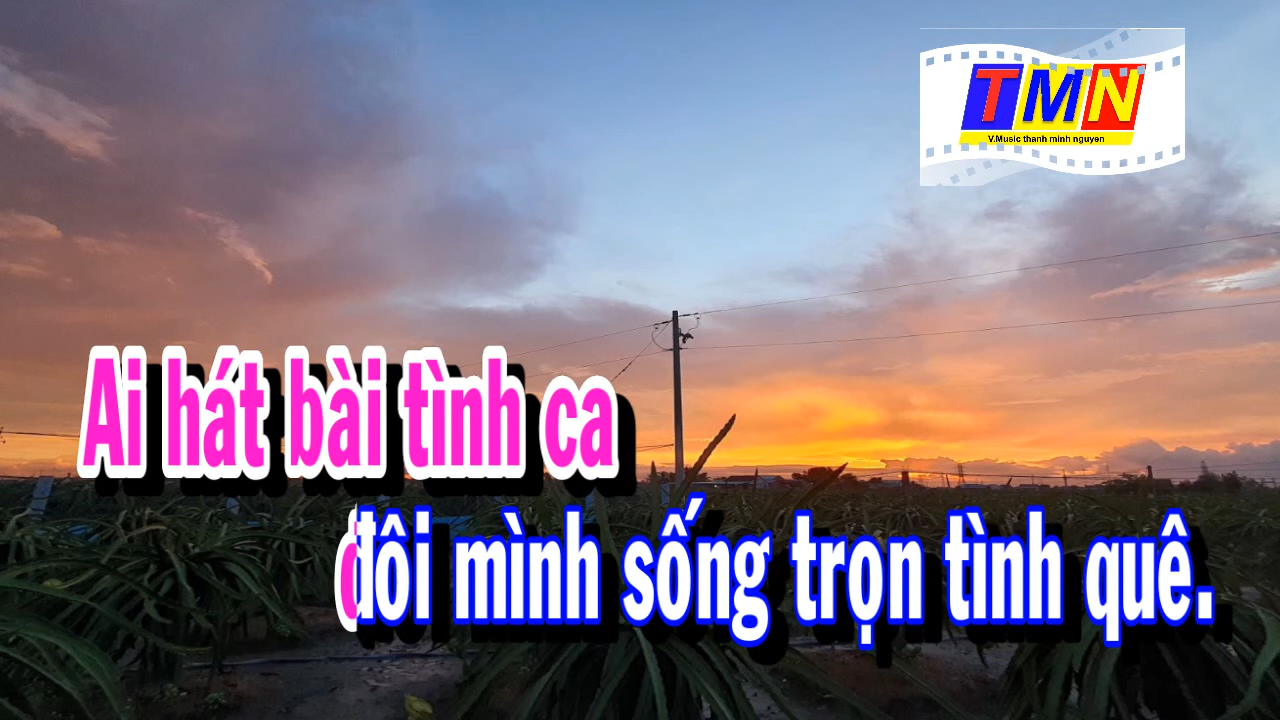 TMN
V.Music thanh minh nguyen
Ai hát bài tình ca
đôi mình sống trọn tình quê.